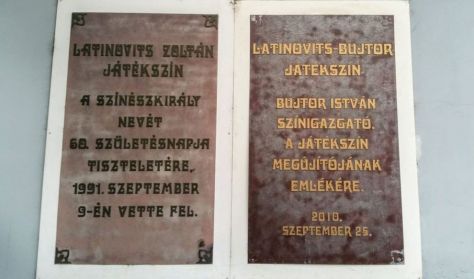 LATINOVITS ZOLTÁN
JÁTÉKSZÍN
A SZÍNÉSZKIRÁLY
NEVÉT
60. SZÜLETÉSNAPJA
TISZTELETÉRE,
1991. SZEPTEMBER
9-ÉN VETTE FEL.
LATINOVITS-BUJTOR
JÁTÉKSZÍN
BUJTOR ISTVÁN
SZÍNIGAZGATÓ,
A JÁTÉKSZÍN
MEGÚJÍTÓJÁNAK
EMLÉKÉRE.
2010.
SZEPTEMBER 25.